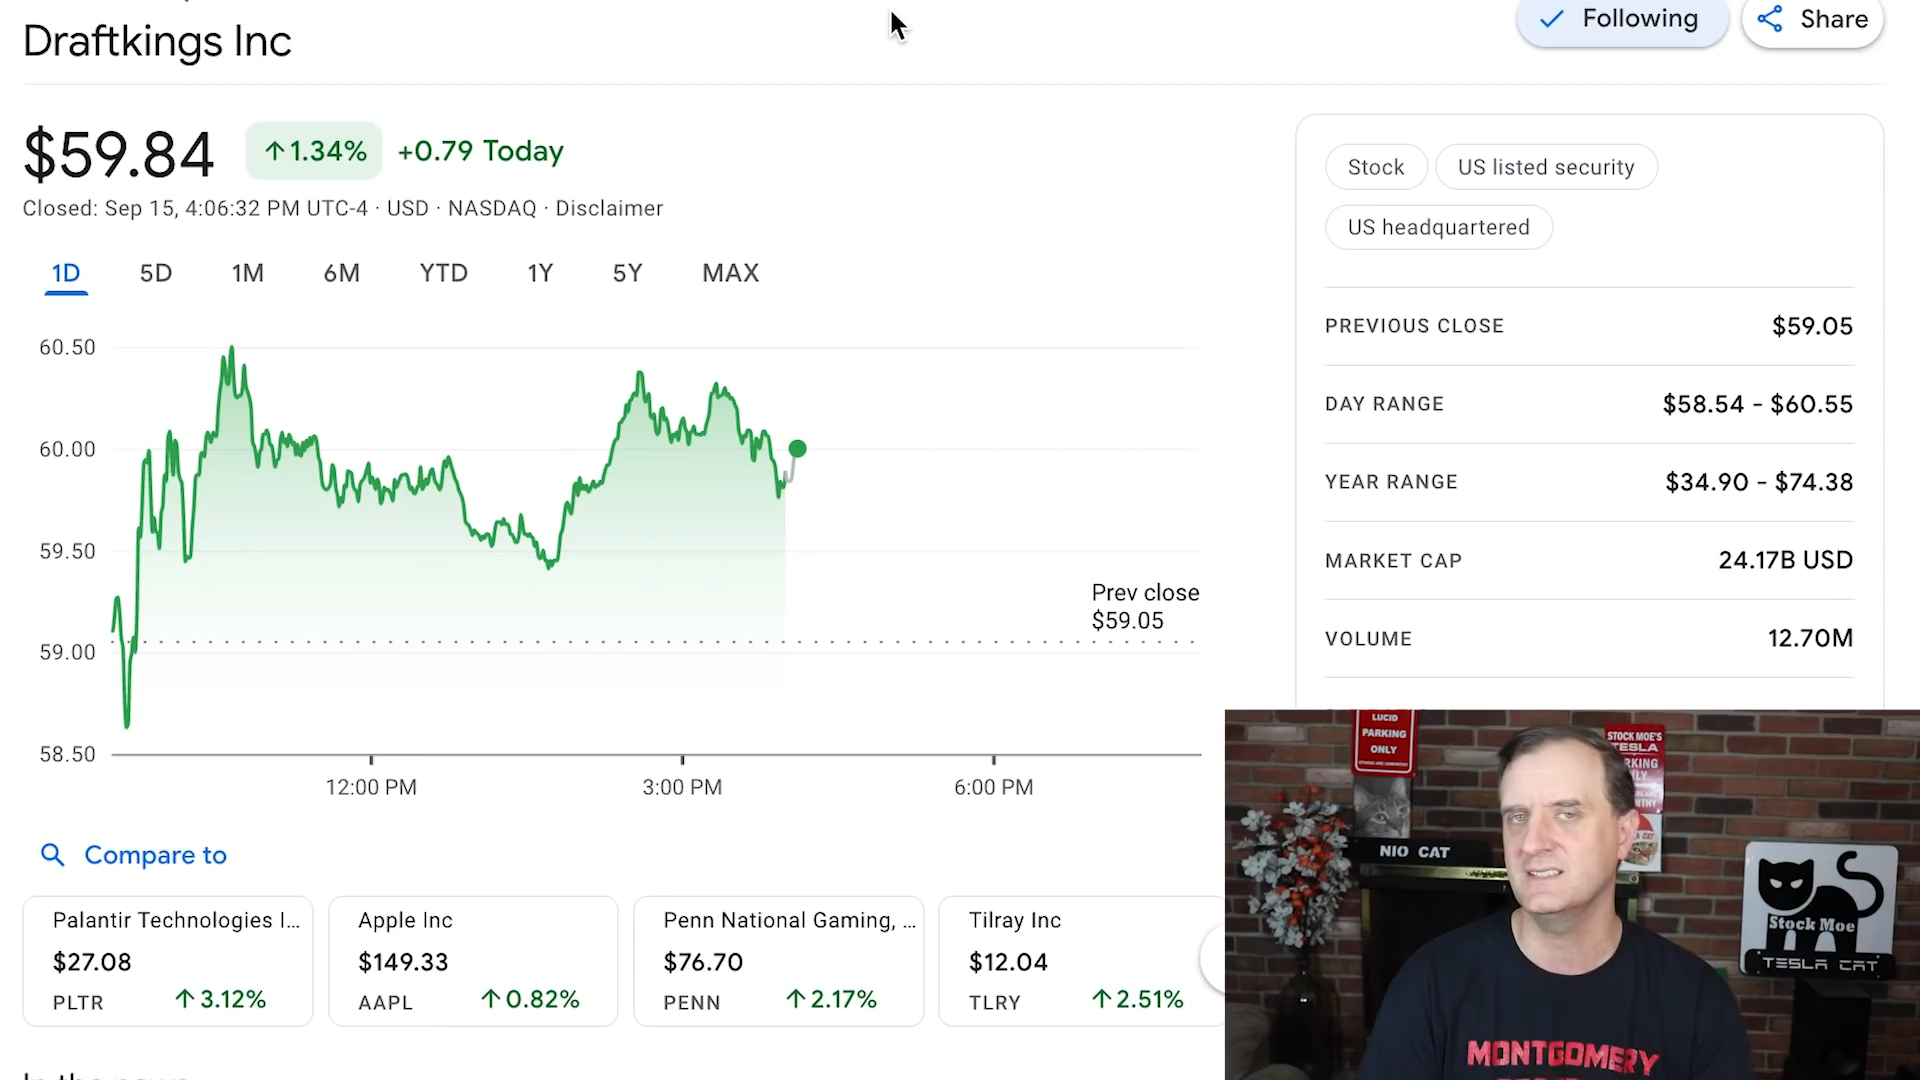 Draftkings Inc
Following
Share
$59.84
↑1.34%
+0.79 Today
Closed: Sep 15, 4:06:32 PM UTC-4 · USD · NASDAQ · Disclaimer
1D 5D 1M 6M YTD 1Y 5Y MAX
60.50
60.00
59.50
59.00
58.50
Prev close
$59.05
12:00 PM
3:00 PM
6:00 PM
Stock
US listed security
US headquartered
PREVIOUS CLOSE $59.05
DAY RANGE $58.54 - $60.55
YEAR RANGE $34.90 - $74.38
MARKET CAP 24.17B USD
VOLUME 12.70M
Compare to
Palantir Technologies I...
$27.08
PLTR ↑3.12%
Apple Inc
$149.33
AAPL ↑0.82%
Penn National Gaming, ...
$76.70
PENN ↑2.17%
Tilray Inc
$12.04
TLRY ↑2.51%
LUCID
PARKING
ONLY
STOCK MOE'S
TESLA
NIO CAT
Stock Moe
TESLA CAT
MONTGOMERY